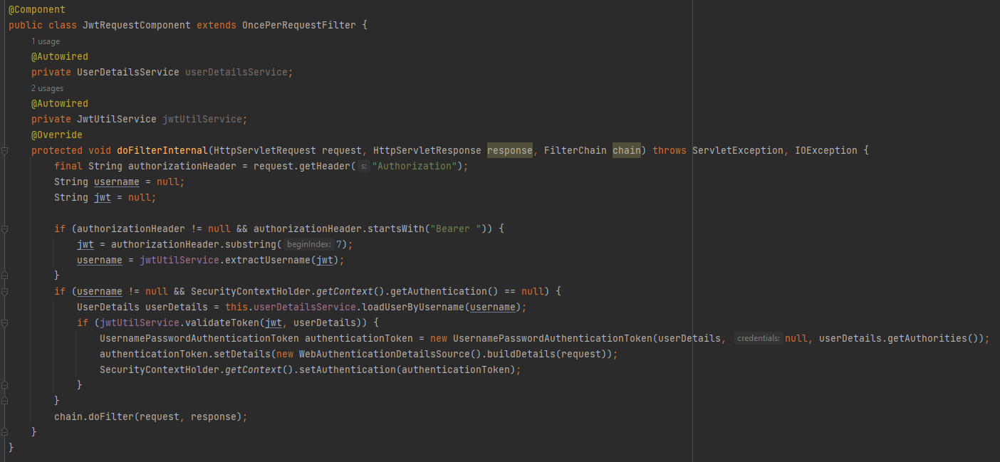 @Component
public class JwtRequestComponent extends OncePerRequestFilter {
1 usage
@Autowired
private UserDetailsService userDetailsService;
2 usages
@Autowired
private JwtUtilService jwtUtilService;
@Override
protected void doFilterInternal(HttpServletRequest request, HttpServletResponse response, FilterChain chain) throws ServletException, IOException {
final String authorizationHeader = request.getHeader( s: "Authorization");
String username = null;
String jwt = null;
if (authorizationHeader != null && authorizationHeader.startsWith("Bearer ")) {
jwt = authorizationHeader.substring( beginIndex: 7);
username = jwtUtilService.extractUsername(jwt);
}
if (username != null && SecurityContextHolder.getContext().getAuthentication() == null) {
UserDetails userDetails = this.userDetailsService.loadUserByUsername(username);
if (jwtUtilService.validateToken(jwt, userDetails)) {
UsernamePasswordAuthenticationToken authenticationToken = new UsernamePasswordAuthenticationToken(userDetails, credentials: null, userDetails.getAuthorities());
authenticationToken.setDetails(new WebAuthenticationDetailsSource().buildDetails(request));
SecurityContextHolder.getContext().setAuthentication(authenticationToken);
}
}
chain.doFilter(request, response);
}
}